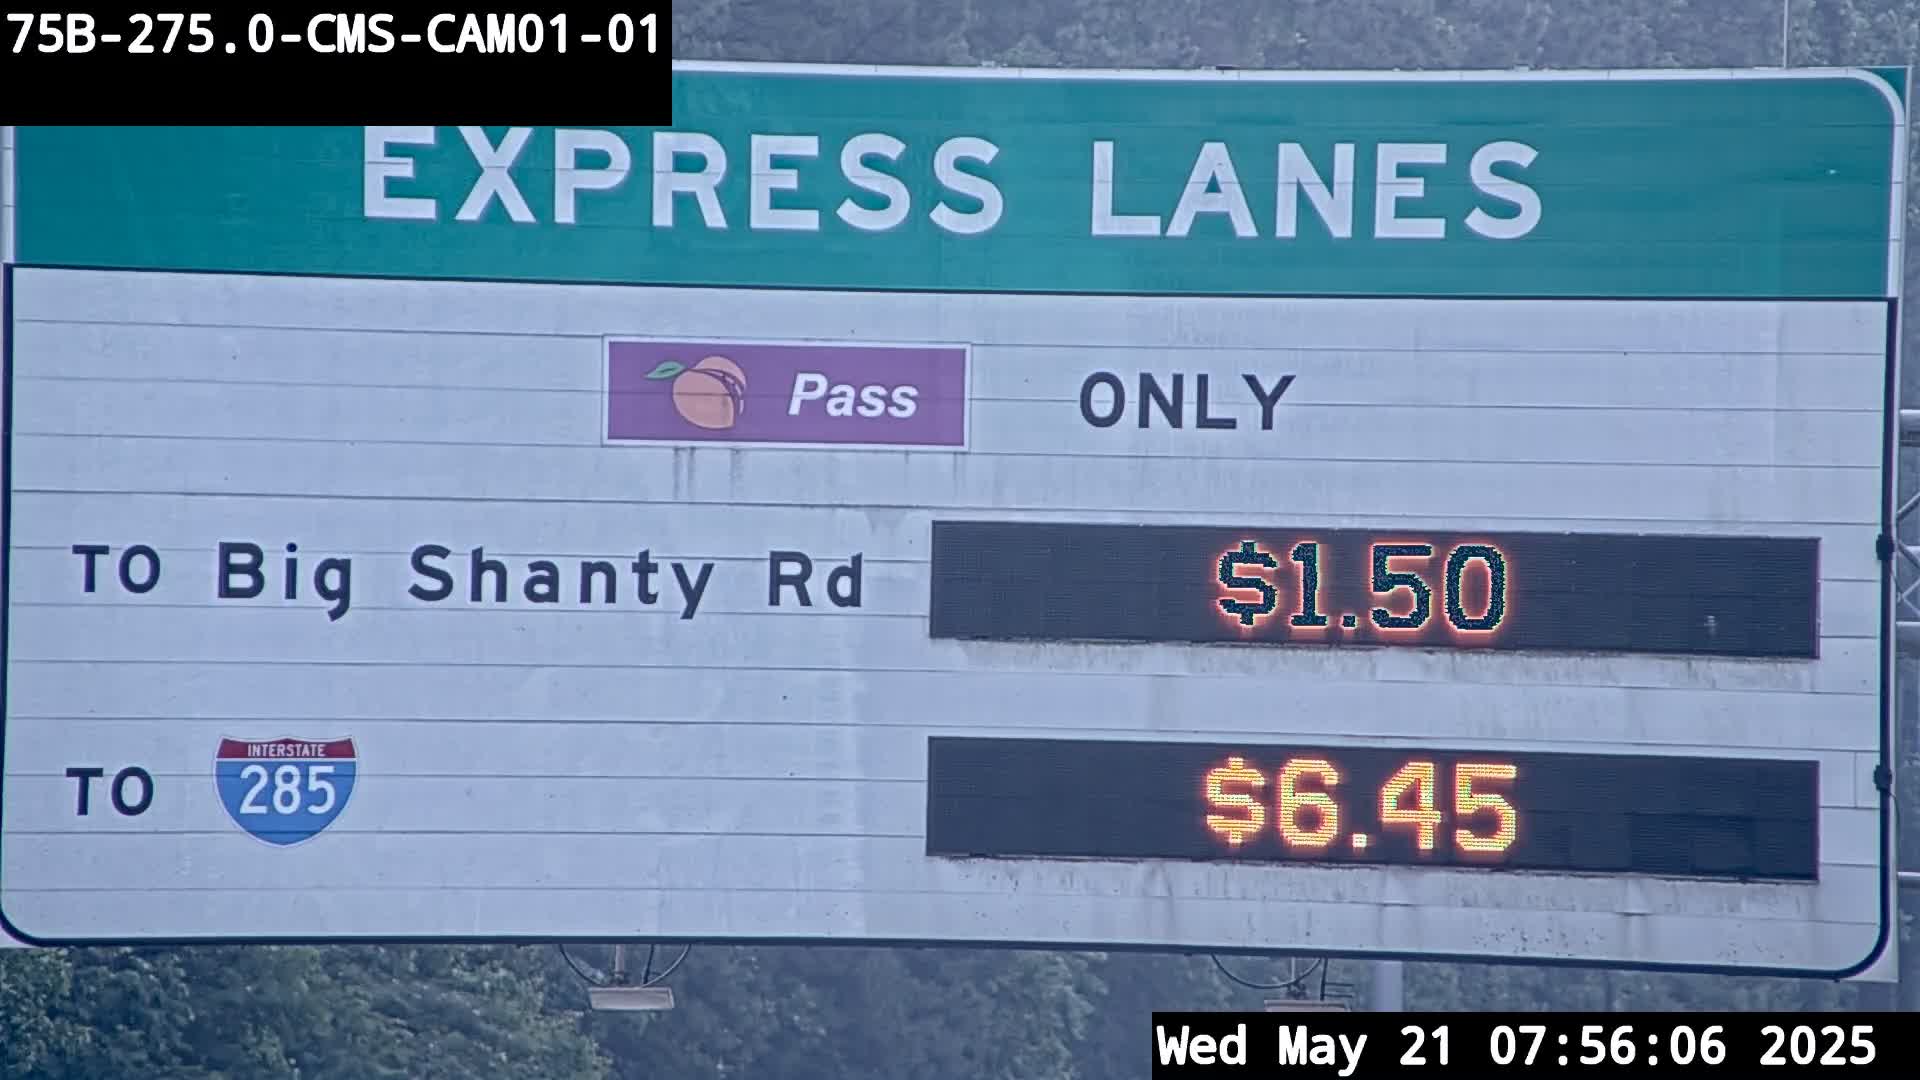 75B-275.0-CMS-CAM01-01
EXPRESS LANES
Pass ONLY
TO Big Shanty Rd $1.50
INTERSTATE
TO 285 $6.45
Wed May 21 07:56:06 2025